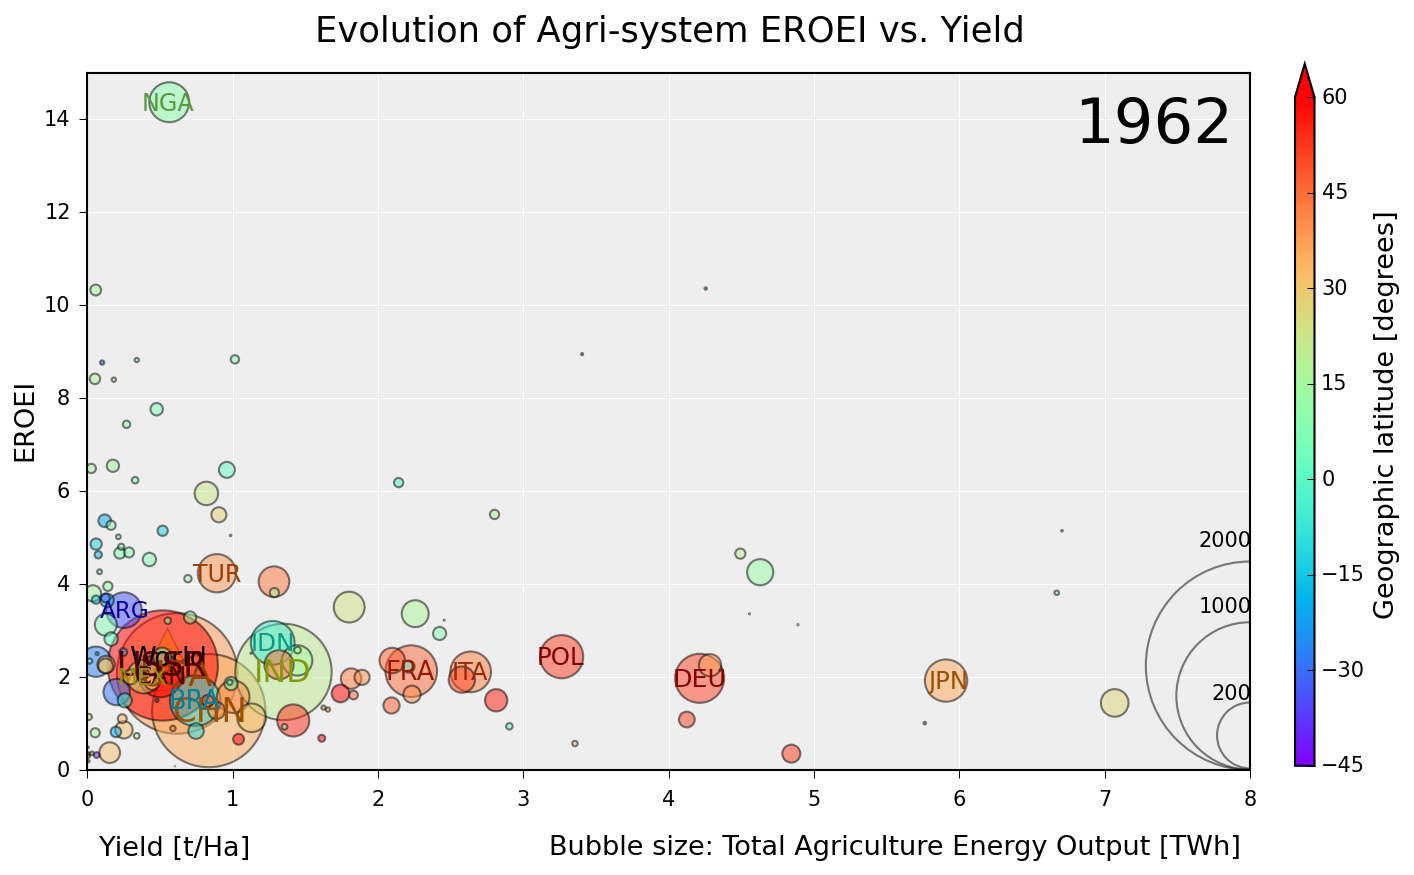 Evolution of Agri-system EROEI vs. Yield
1962
NGA
TUR
ARG
IDN
IND
World
BRA
CHN
FRA
ITA
POL
DEU
JPN
2000
1000
200
EROEI
14
12
10
8
6
4
2
0
0 1 2 3 4 5 6 7 8
Yield [t/Ha]
Bubble size: Total Agriculture Energy Output [TWh]
60
45
30
15
0
−15
−30
−45
Geographic latitude [degrees]